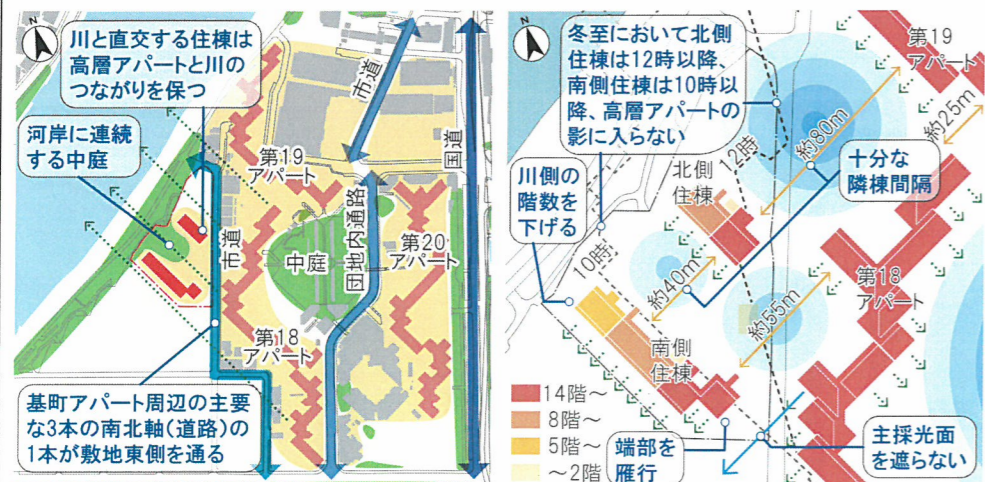 N
川と直交する住棟は
高層アパートと川の
つながりを保つ
河岸に連続
する中庭
市道
国道
第19
アパート
市道
中庭
団地内通路
第20
アパート
第18
アパート
基町アパート周辺の主要
な3本の南北軸(道路)の
1本が敷地東側を通る
N
冬至において北側
住棟は12時以降、
南側住棟は10時以
降、高層アパートの
影に入らない
第19
アパート
約25m
約80m
12時
十分な
隣棟間隔
川側の
階数を
下げる
北側
住棟
10時
約40m
約55m
第18
アパート
南側
住棟
14階~
8階~
5階~
~2階
端部を
雁行
主採光面
を遮らない